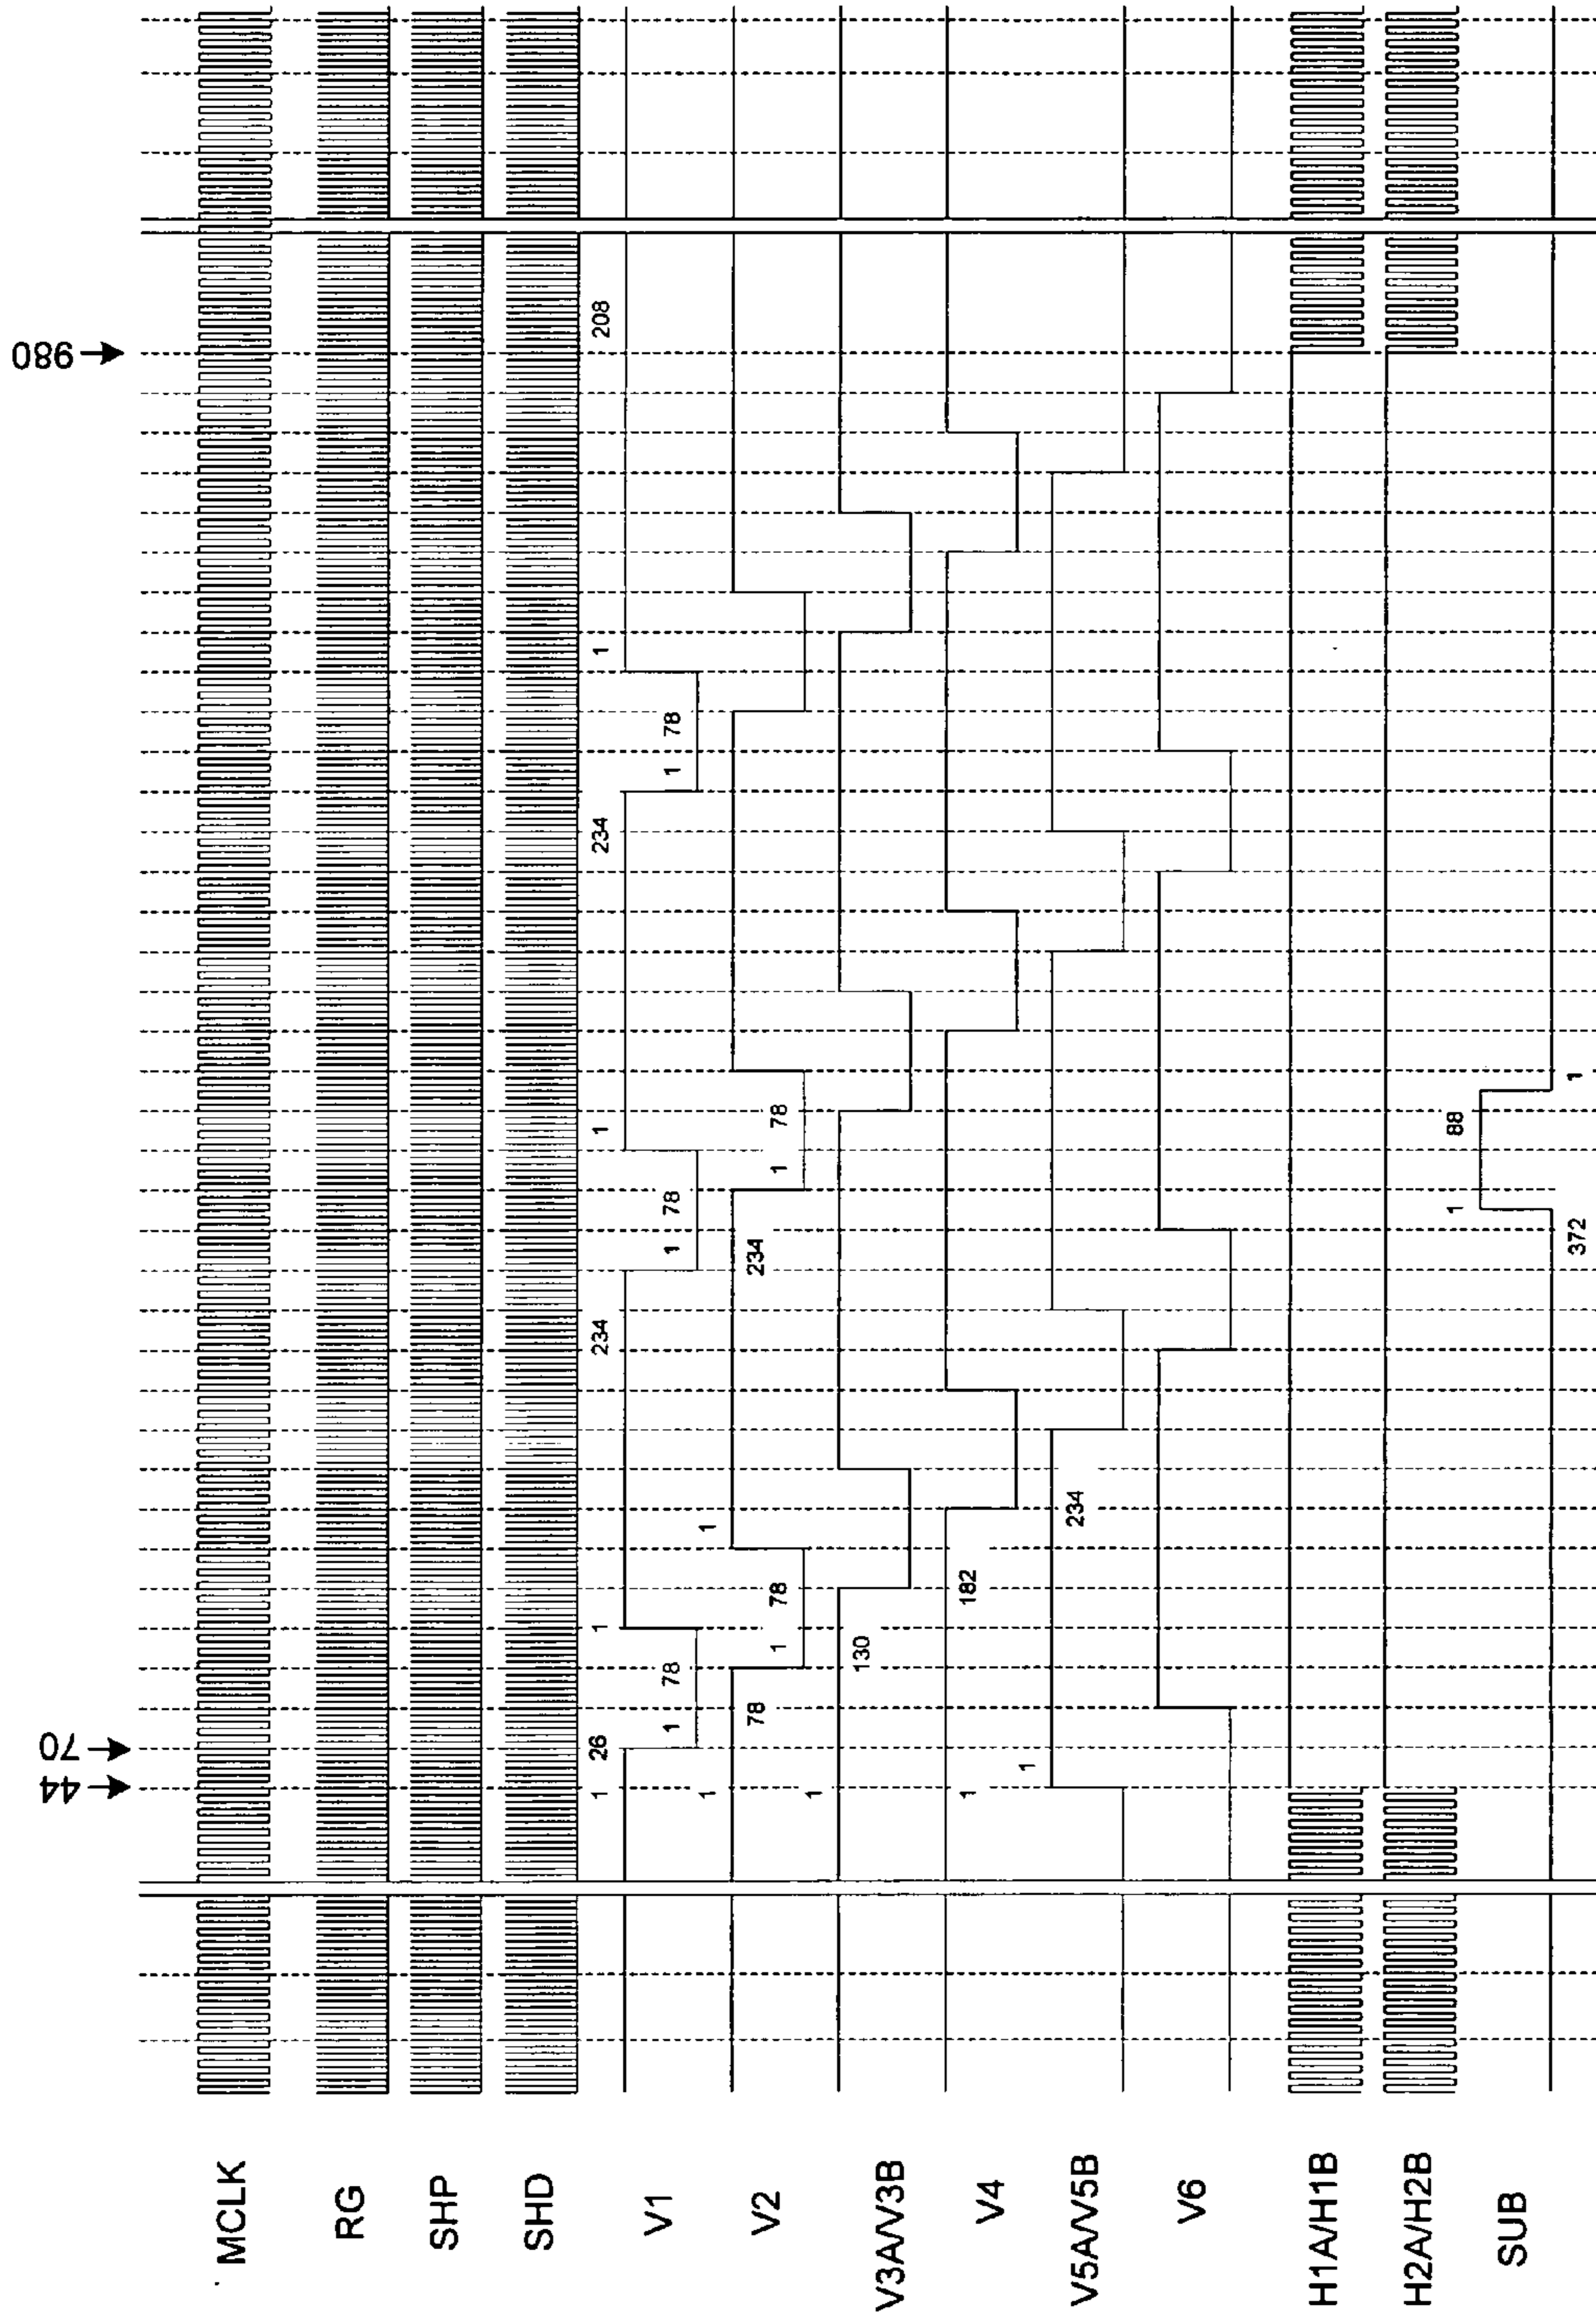 44 70 980
MCLK
RG
SHP
SHD
1 26 1 234 1 234 1 208
V1 1 78 1 78 1 78
1 1
V2 78 234
1 78 1 78
1
V3A/V3B 130
V4 1 182
1
V5A/V5B 234
V6
H1A/H1B
H2A/H2B
1 88
SUB
372 1